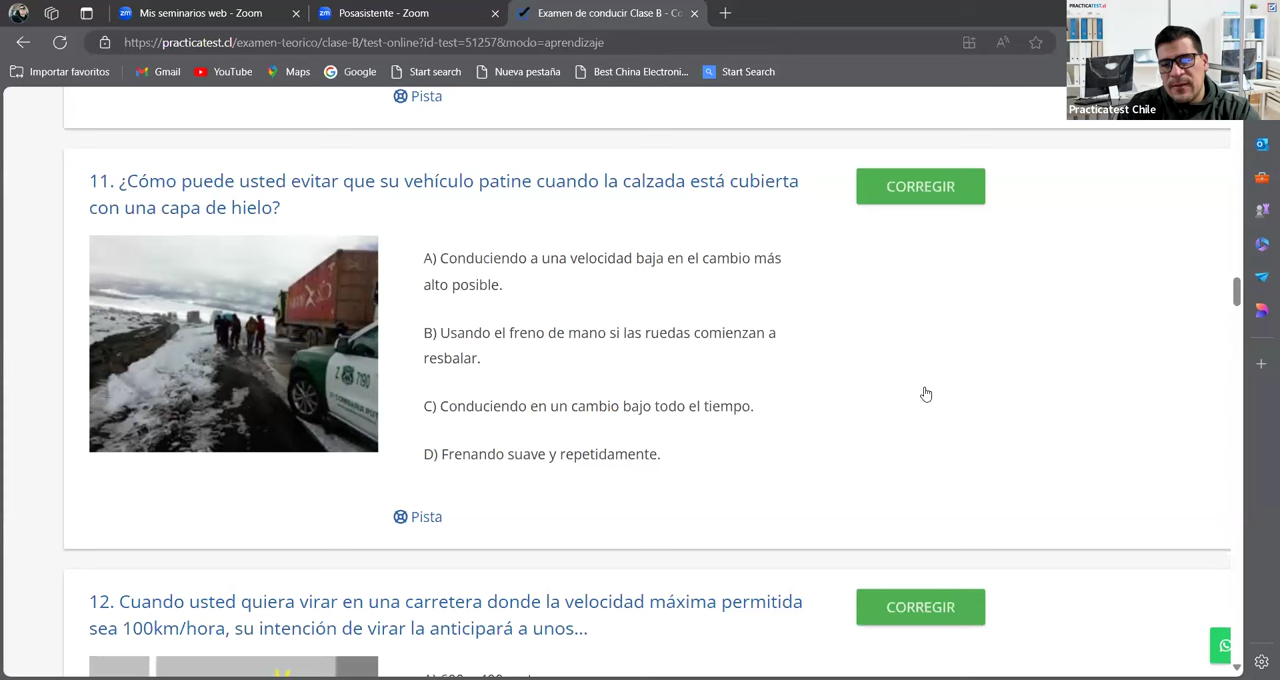 Mis seminarios web - Zoom
Posasistente - Zoom
Examen de conducir Clase B - Co
https://practicatest.cl/examen-teorico/clase-B/test-online?id-test=51257&modo=aprendizaje
Importar favoritos
Gmail
YouTube
Maps
Google
Start search
Nueva pestaña
Best China Electroni...
Start Search
PRACTICATEST.cl
Practicatest Chile
Pista
11. ¿Cómo puede usted evitar que su vehículo patine cuando la calzada está cubierta
con una capa de hielo?
CORREGIR
A) Conduciendo a una velocidad baja en el cambio más
alto posible.
B) Usando el freno de mano si las ruedas comienzan a
resbalar.
C) Conduciendo en un cambio bajo todo el tiempo.
D) Frenando suave y repetidamente.
Pista
12. Cuando usted quiera virar en una carretera donde la velocidad máxima permitida
sea 100km/hora, su intención de virar la anticipará a unos...
CORREGIR